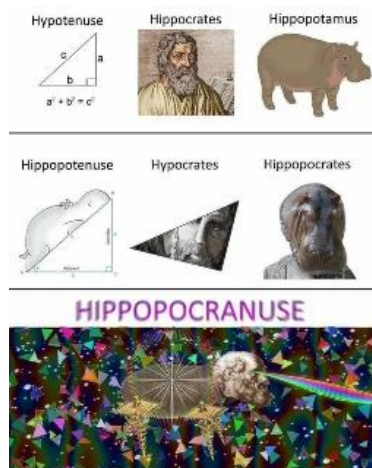 Hypotenuse
Hippocrates
Hippopotamus
c
a
b
a² + b² = c²
Hippopotenuse
Hypocrates
Hippopocrates
HIPPOPOCRANUSE